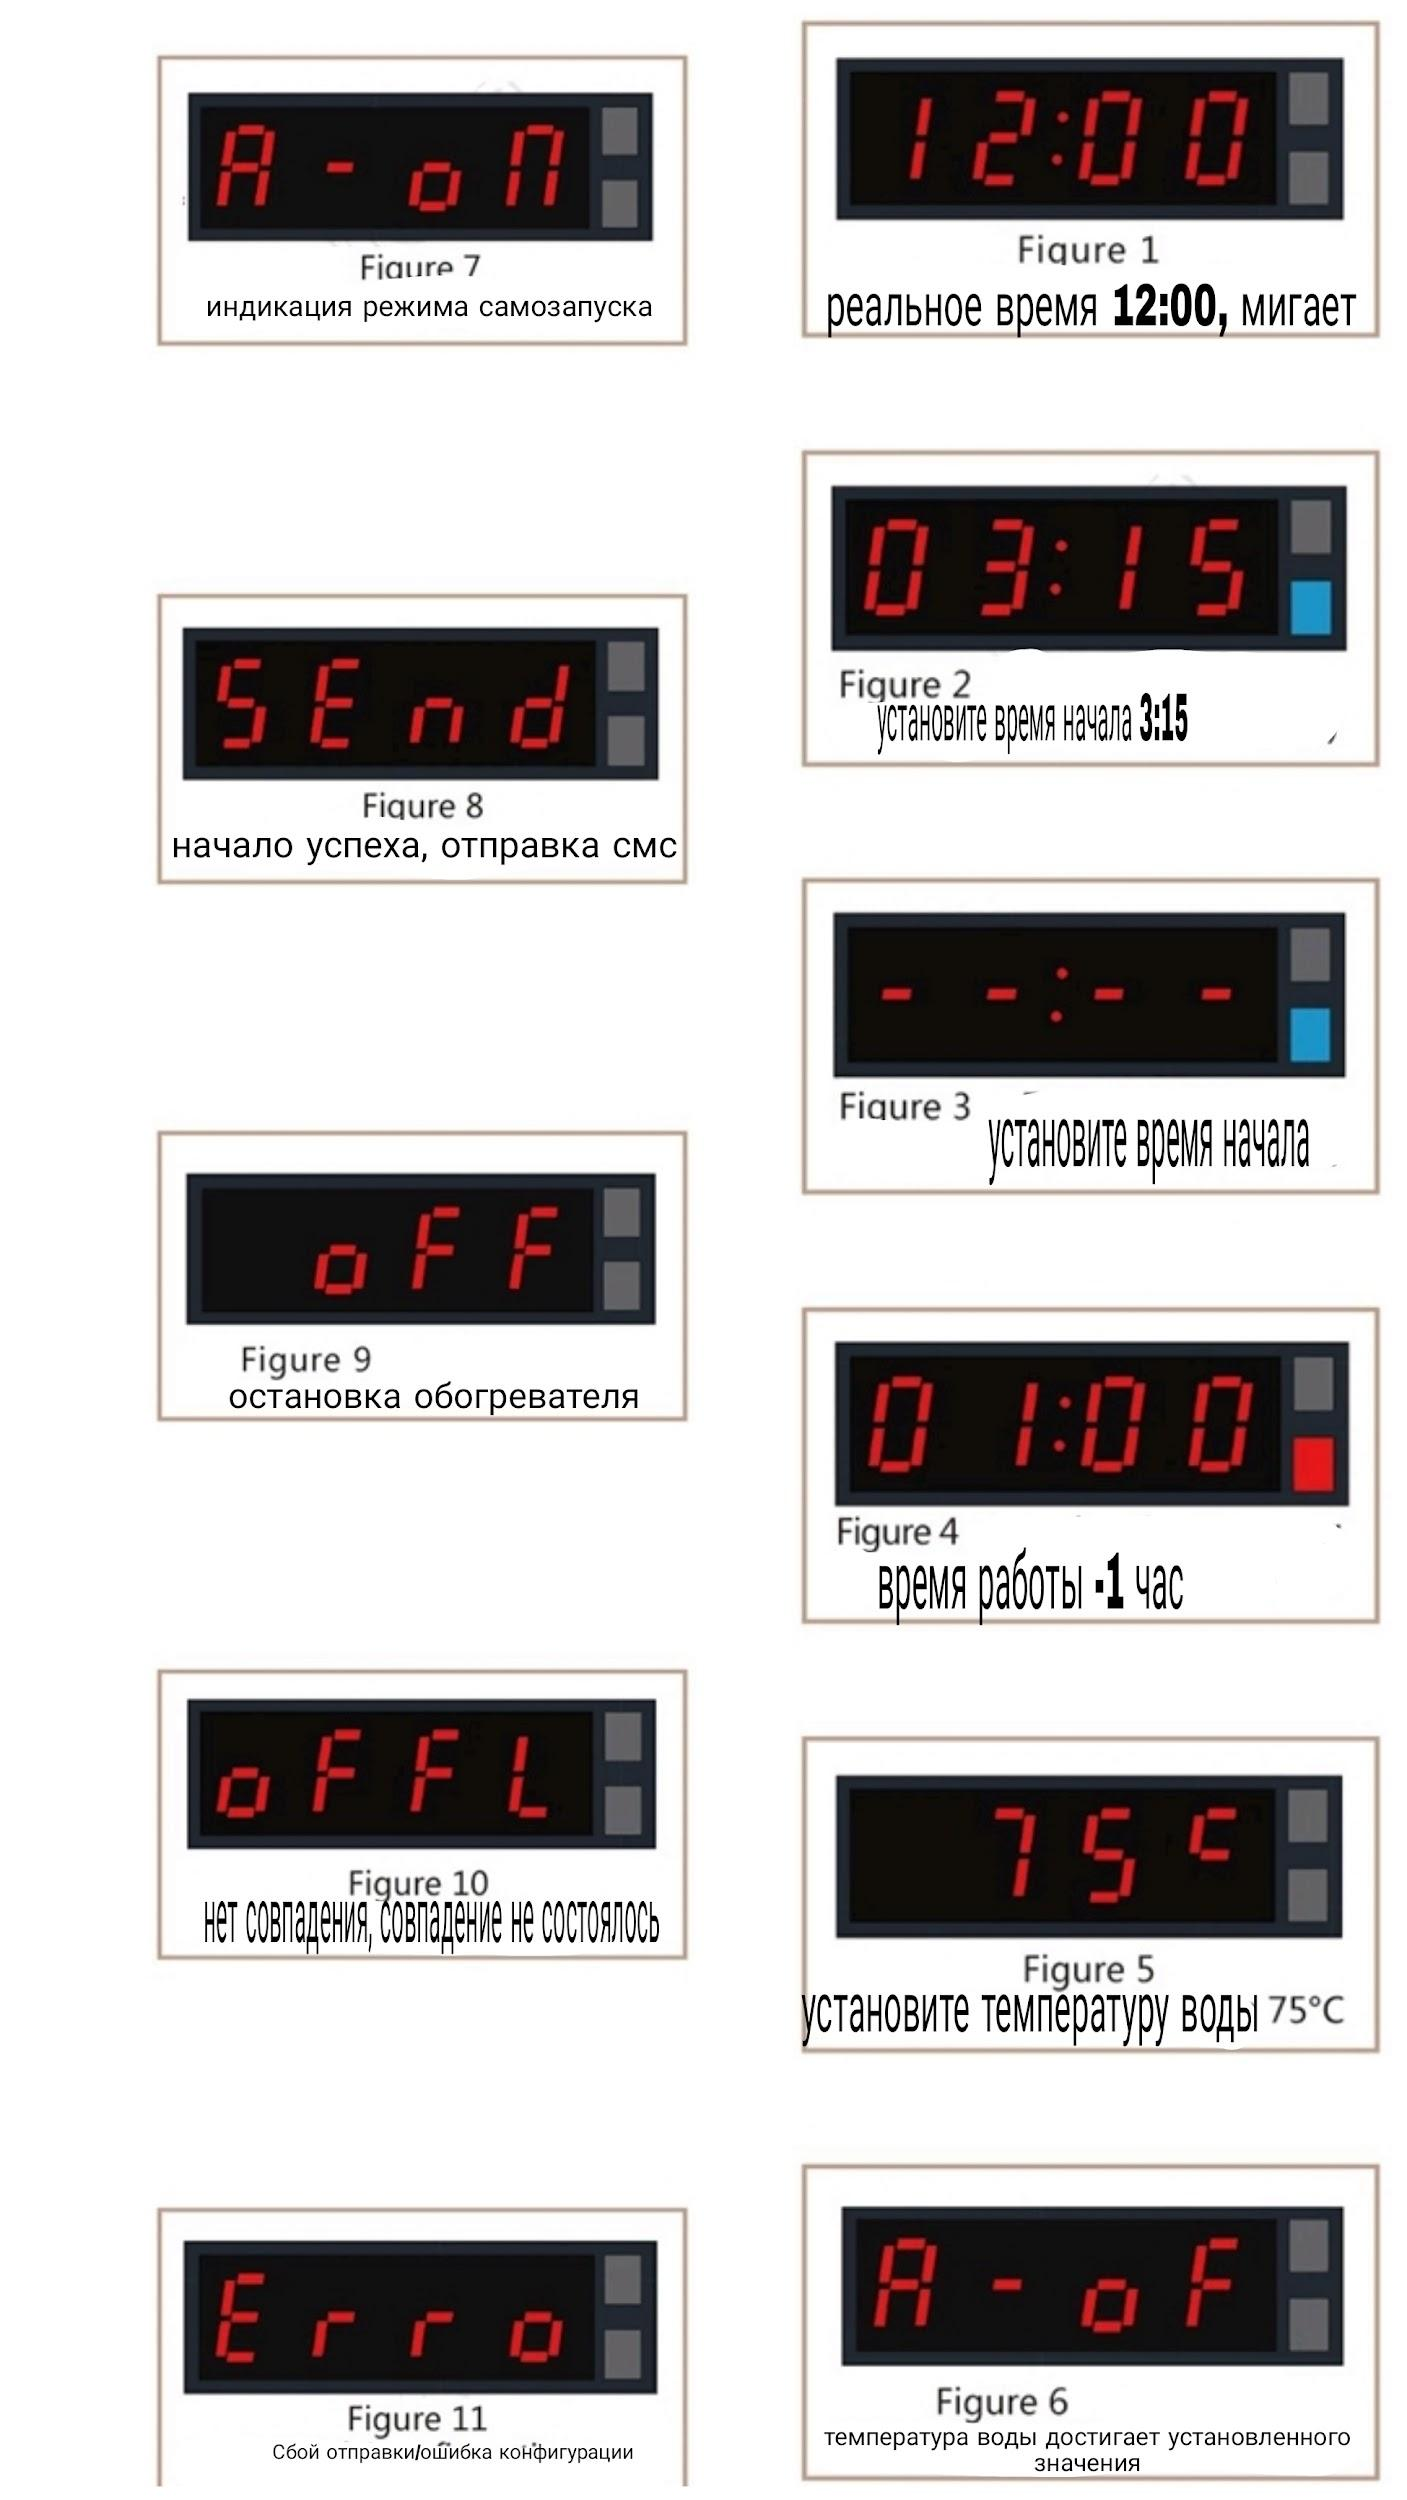 A-on
Figure 7
индикация режима самозапуска
SEnd
Figure 8
начало успеха, отправка смс
oFF
Figure 9
остановка обогревателя
oFFL
Figure 10
нет совпадения, совпадение не состоялось
Erro
Figure 11
Сбой отправки/ошибка конфигурации
12:00
Figure 1
реальное время 12:00, мигает
03:15
Figure 2
установите время начала 3:15
--:--
Figure 3
установите время начала
01:00
Figure 4
время работы -1 час
75c
Figure 5
установите температуру воды 75°C
A-oF
Figure 6
температура воды достигает установленного
значения